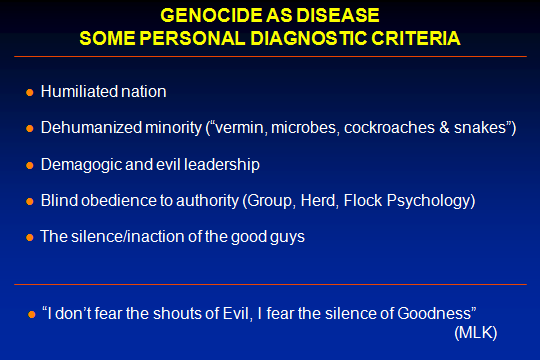 GENOCIDE AS DISEASE
SOME PERSONAL DIAGNOSTIC CRITERIA
● Humiliated nation
● Dehumanized minority (“vermin, microbes, cockroaches & snakes”)
● Demagogic and evil leadership
● Blind obedience to authority (Group, Herd, Flock Psychology)
● The silence/inaction of the good guys
● “I don’t fear the shouts of Evil, I fear the silence of Goodness”
(MLK)